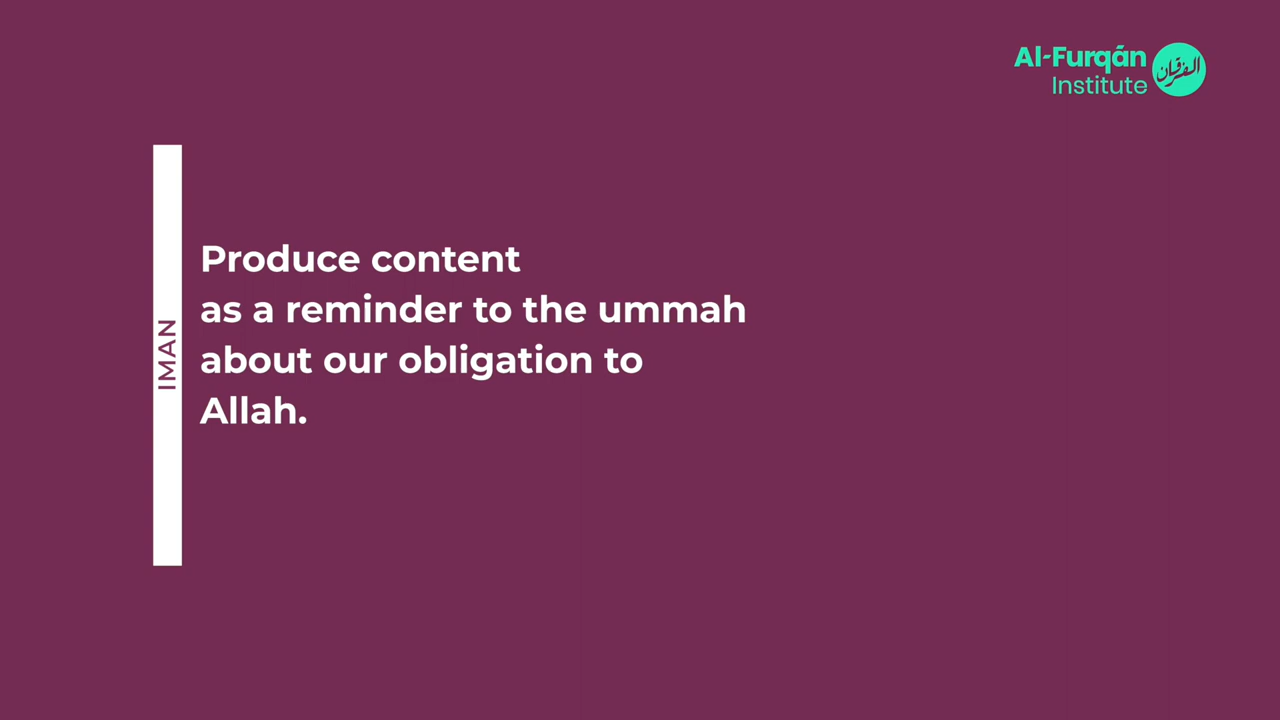 Al-Furqán
Institute
الفرقان
IMAN
Produce content
as a reminder to the ummah
about our obligation to
Allah.